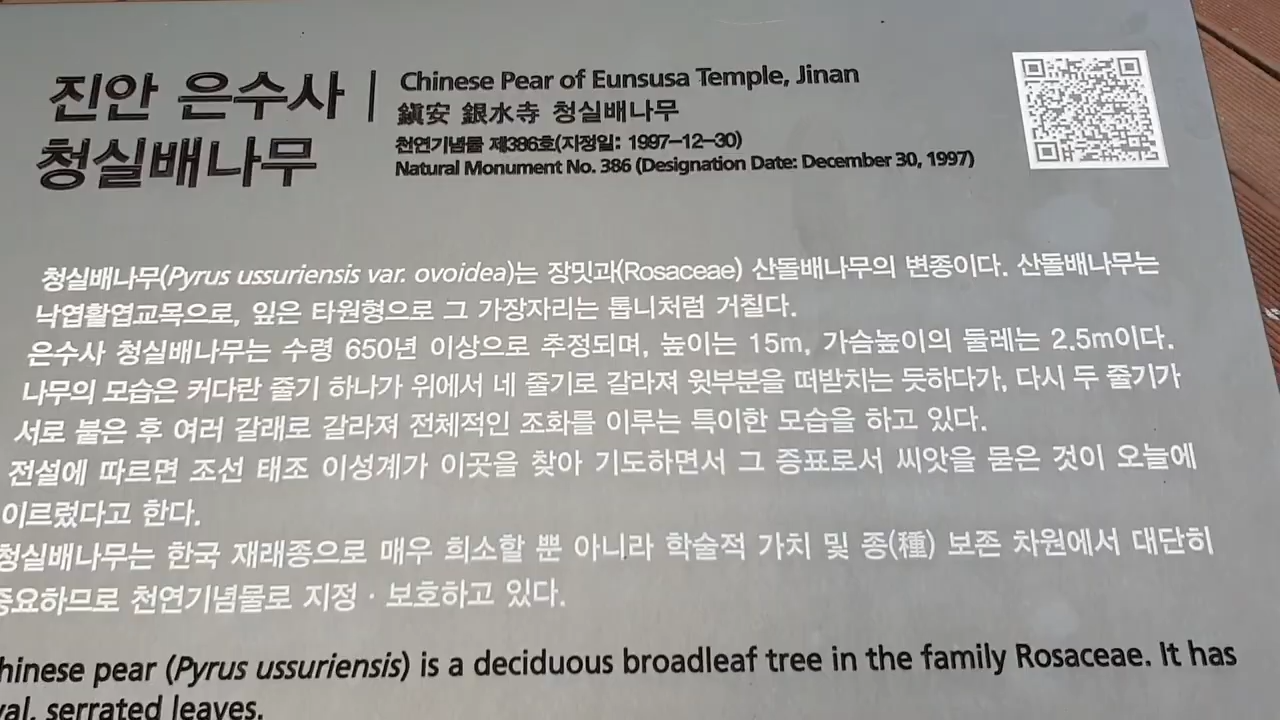 진안 은수사
청실배나무
Chinese Pear of Eunsusa Temple, Jinan
鎭安 銀水寺 청실배나무
천연기념물 제386호(지정일: 1997-12-30)
Natural Monument No. 386 (Designation Date: December 30, 1997)
청실배나무(Pyrus ussuriensis var. ovoidea)는 장밋과(Rosaceae) 산돌배나무의 변종이다. 산돌배나무는
낙엽활엽교목으로, 잎은 타원형으로 그 가장자리는 톱니처럼 거칠다.
은수사 청실배나무는 수령 650년 이상으로 추정되며, 높이는 15m, 가슴높이의 둘레는 2.5m이다.
나무의 모습은 커다란 줄기 하나가 위에서 네 줄기로 갈라져 윗부분을 떠받치는 듯하다가, 다시 두 줄기가
서로 붙은 후 여러 갈래로 갈라져 전체적인 조화를 이루는 특이한 모습을 하고 있다.
전설에 따르면 조선 태조 이성계가 이곳을 찾아 기도하면서 그 증표로서 씨앗을 묻은 것이 오늘에
이르렀다고 한다.
청실배나무는 한국 재래종으로 매우 희소할 뿐 아니라 학술적 가치 및 종(種) 보존 차원에서 대단히
중요하므로 천연기념물로 지정 · 보호하고 있다.
hinese pear (Pyrus ussuriensis) is a deciduous broadleaf tree in the family Rosaceae. It has
val, serrated leaves.